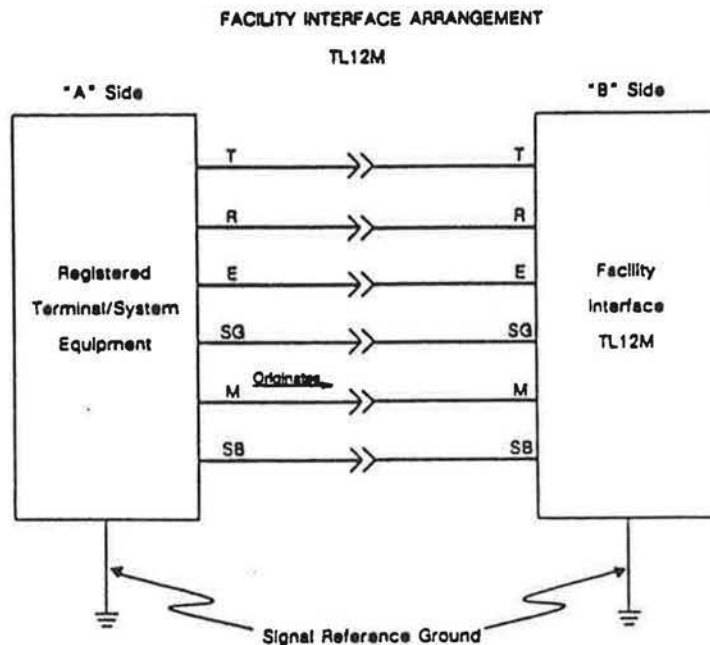 FACILITY INTERFACE ARRANGEMENT
TL12M
"A" Side
"B" Side
T
T
R
R
E
E
SG
SG
M
Originates
M
SB
SB
Registered
Terminal/System
Equipment
Facility
Interface
TL12M
Signal Reference Ground